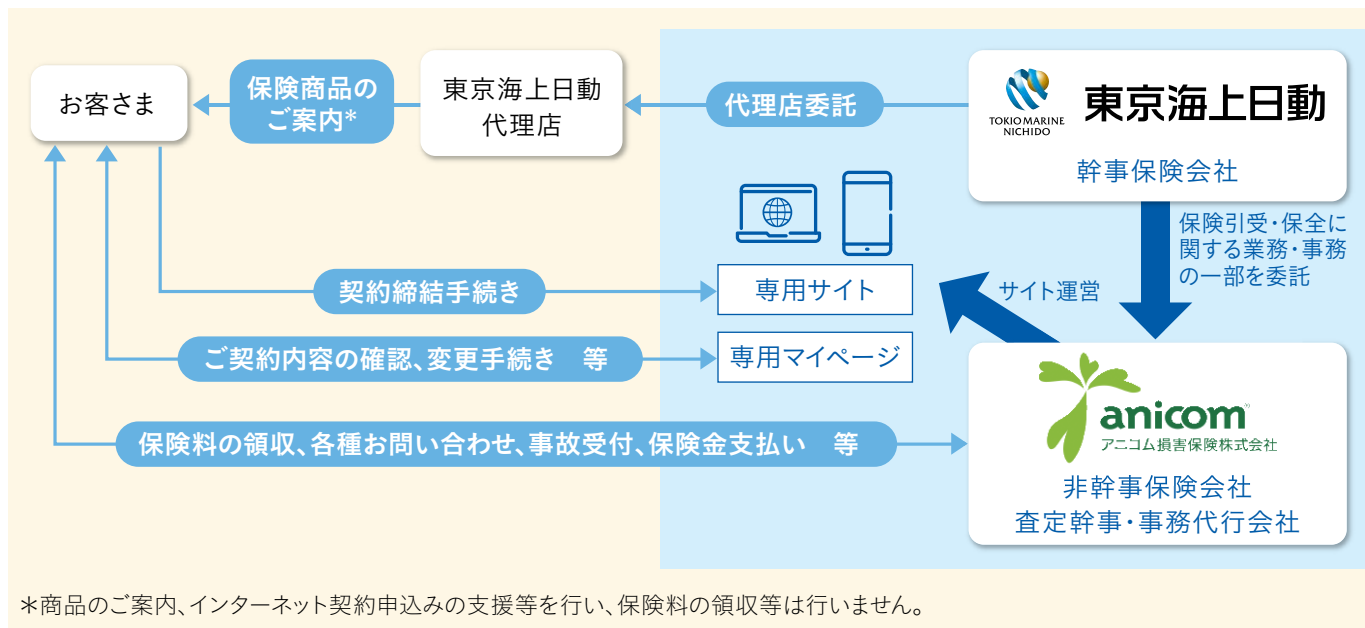 お客さま
保険商品の
ご案内*
東京海上日動
代理店
代理店委託
TOKIO MARINE
NICHIDO
東京海上日動
幹事保険会社
保険引受・保全に
関する業務・事務
の一部を委託
契約締結手続き
専用サイト
サイト運営
ご契約内容の確認、変更手続き　等
専用マイページ
保険料の領収、各種お問い合わせ、事故受付、保険金支払い　等
anicom®
アニコム損害保険株式会社
非幹事保険会社
査定幹事・事務代行会社
＊商品のご案内、インターネット契約申込みの支援等を行い、保険料の領収等は行いません。